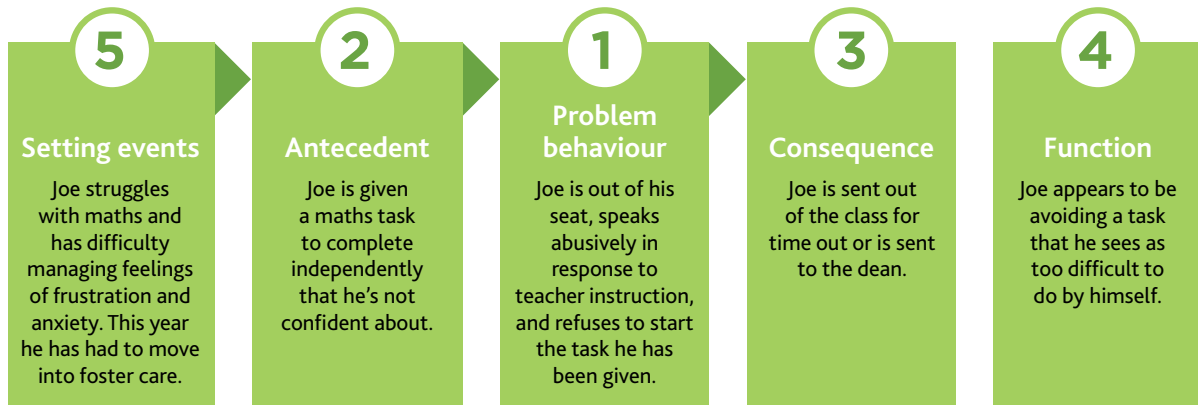 5
Setting events
Joe struggles
with maths and
has difficulty
managing feelings
of frustration and
anxiety. This year
he has had to move
into foster care.
2
Antecedent
Joe is given
a maths task
to complete
independently
that he's not
confident about.
1
Problem
behaviour
Joe is out of his
seat, speaks
abusively in
response to
teacher instruction,
and refuses to start
the task he has
been given.
3
Consequence
Joe is sent out
of the class for
time out or is sent
to the dean.
4
Function
Joe appears to be
avoiding a task
that he sees as
too difficult to
do by himself.